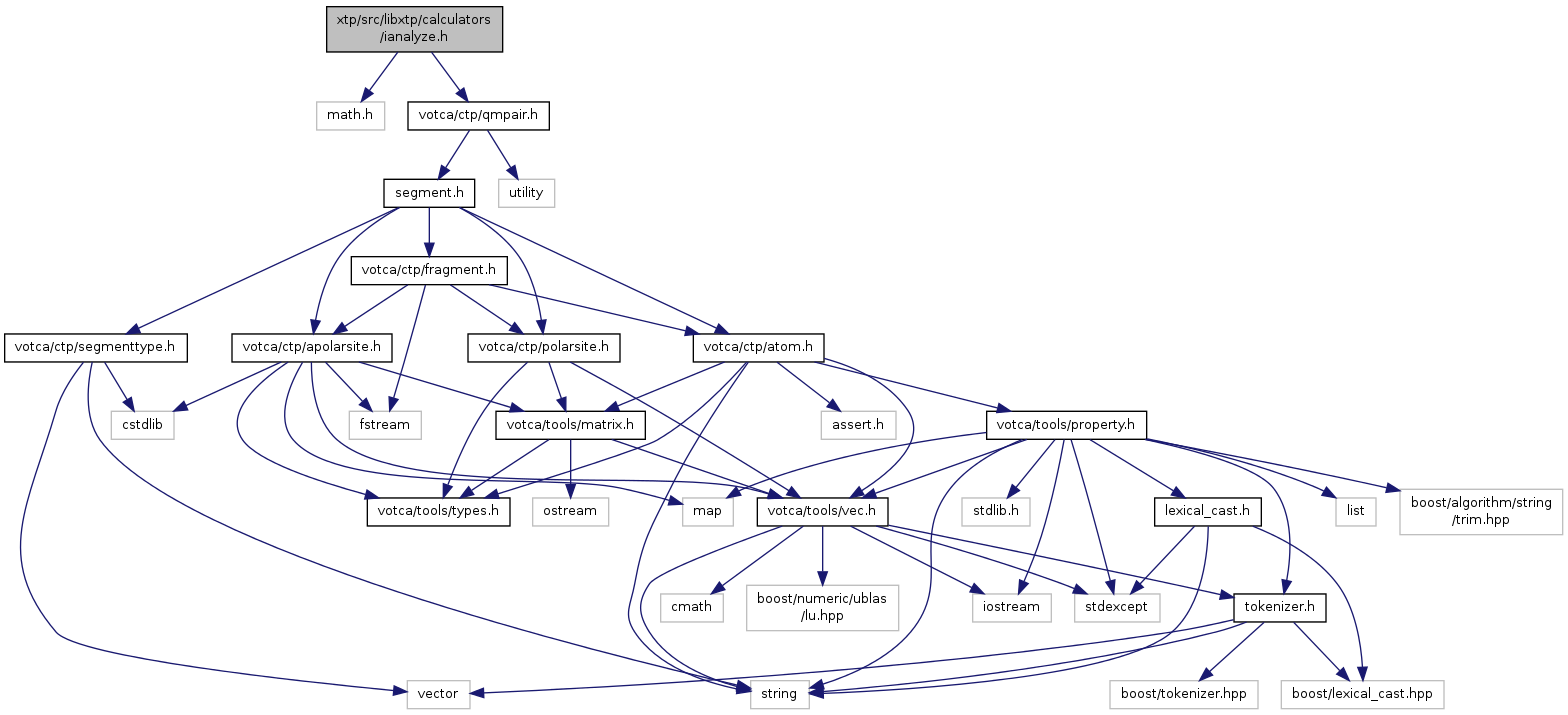 xtp/src/libxtp/calculators
/ianalyze.h
math.h
votca/ctp/qmpair.h
segment.h
utility
votca/ctp/fragment.h
votca/ctp/segmenttype.h
votca/ctp/apolarsite.h
votca/ctp/polarsite.h
votca/ctp/atom.h
cstdlib
fstream
votca/tools/matrix.h
assert.h
votca/tools/property.h
votca/tools/types.h
ostream
map
votca/tools/vec.h
stdlib.h
lexical_cast.h
list
boost/algorithm/string
/trim.hpp
cmath
boost/numeric/ublas
/lu.hpp
iostream
stdexcept
tokenizer.h
vector
string
boost/tokenizer.hpp
boost/lexical_cast.hpp